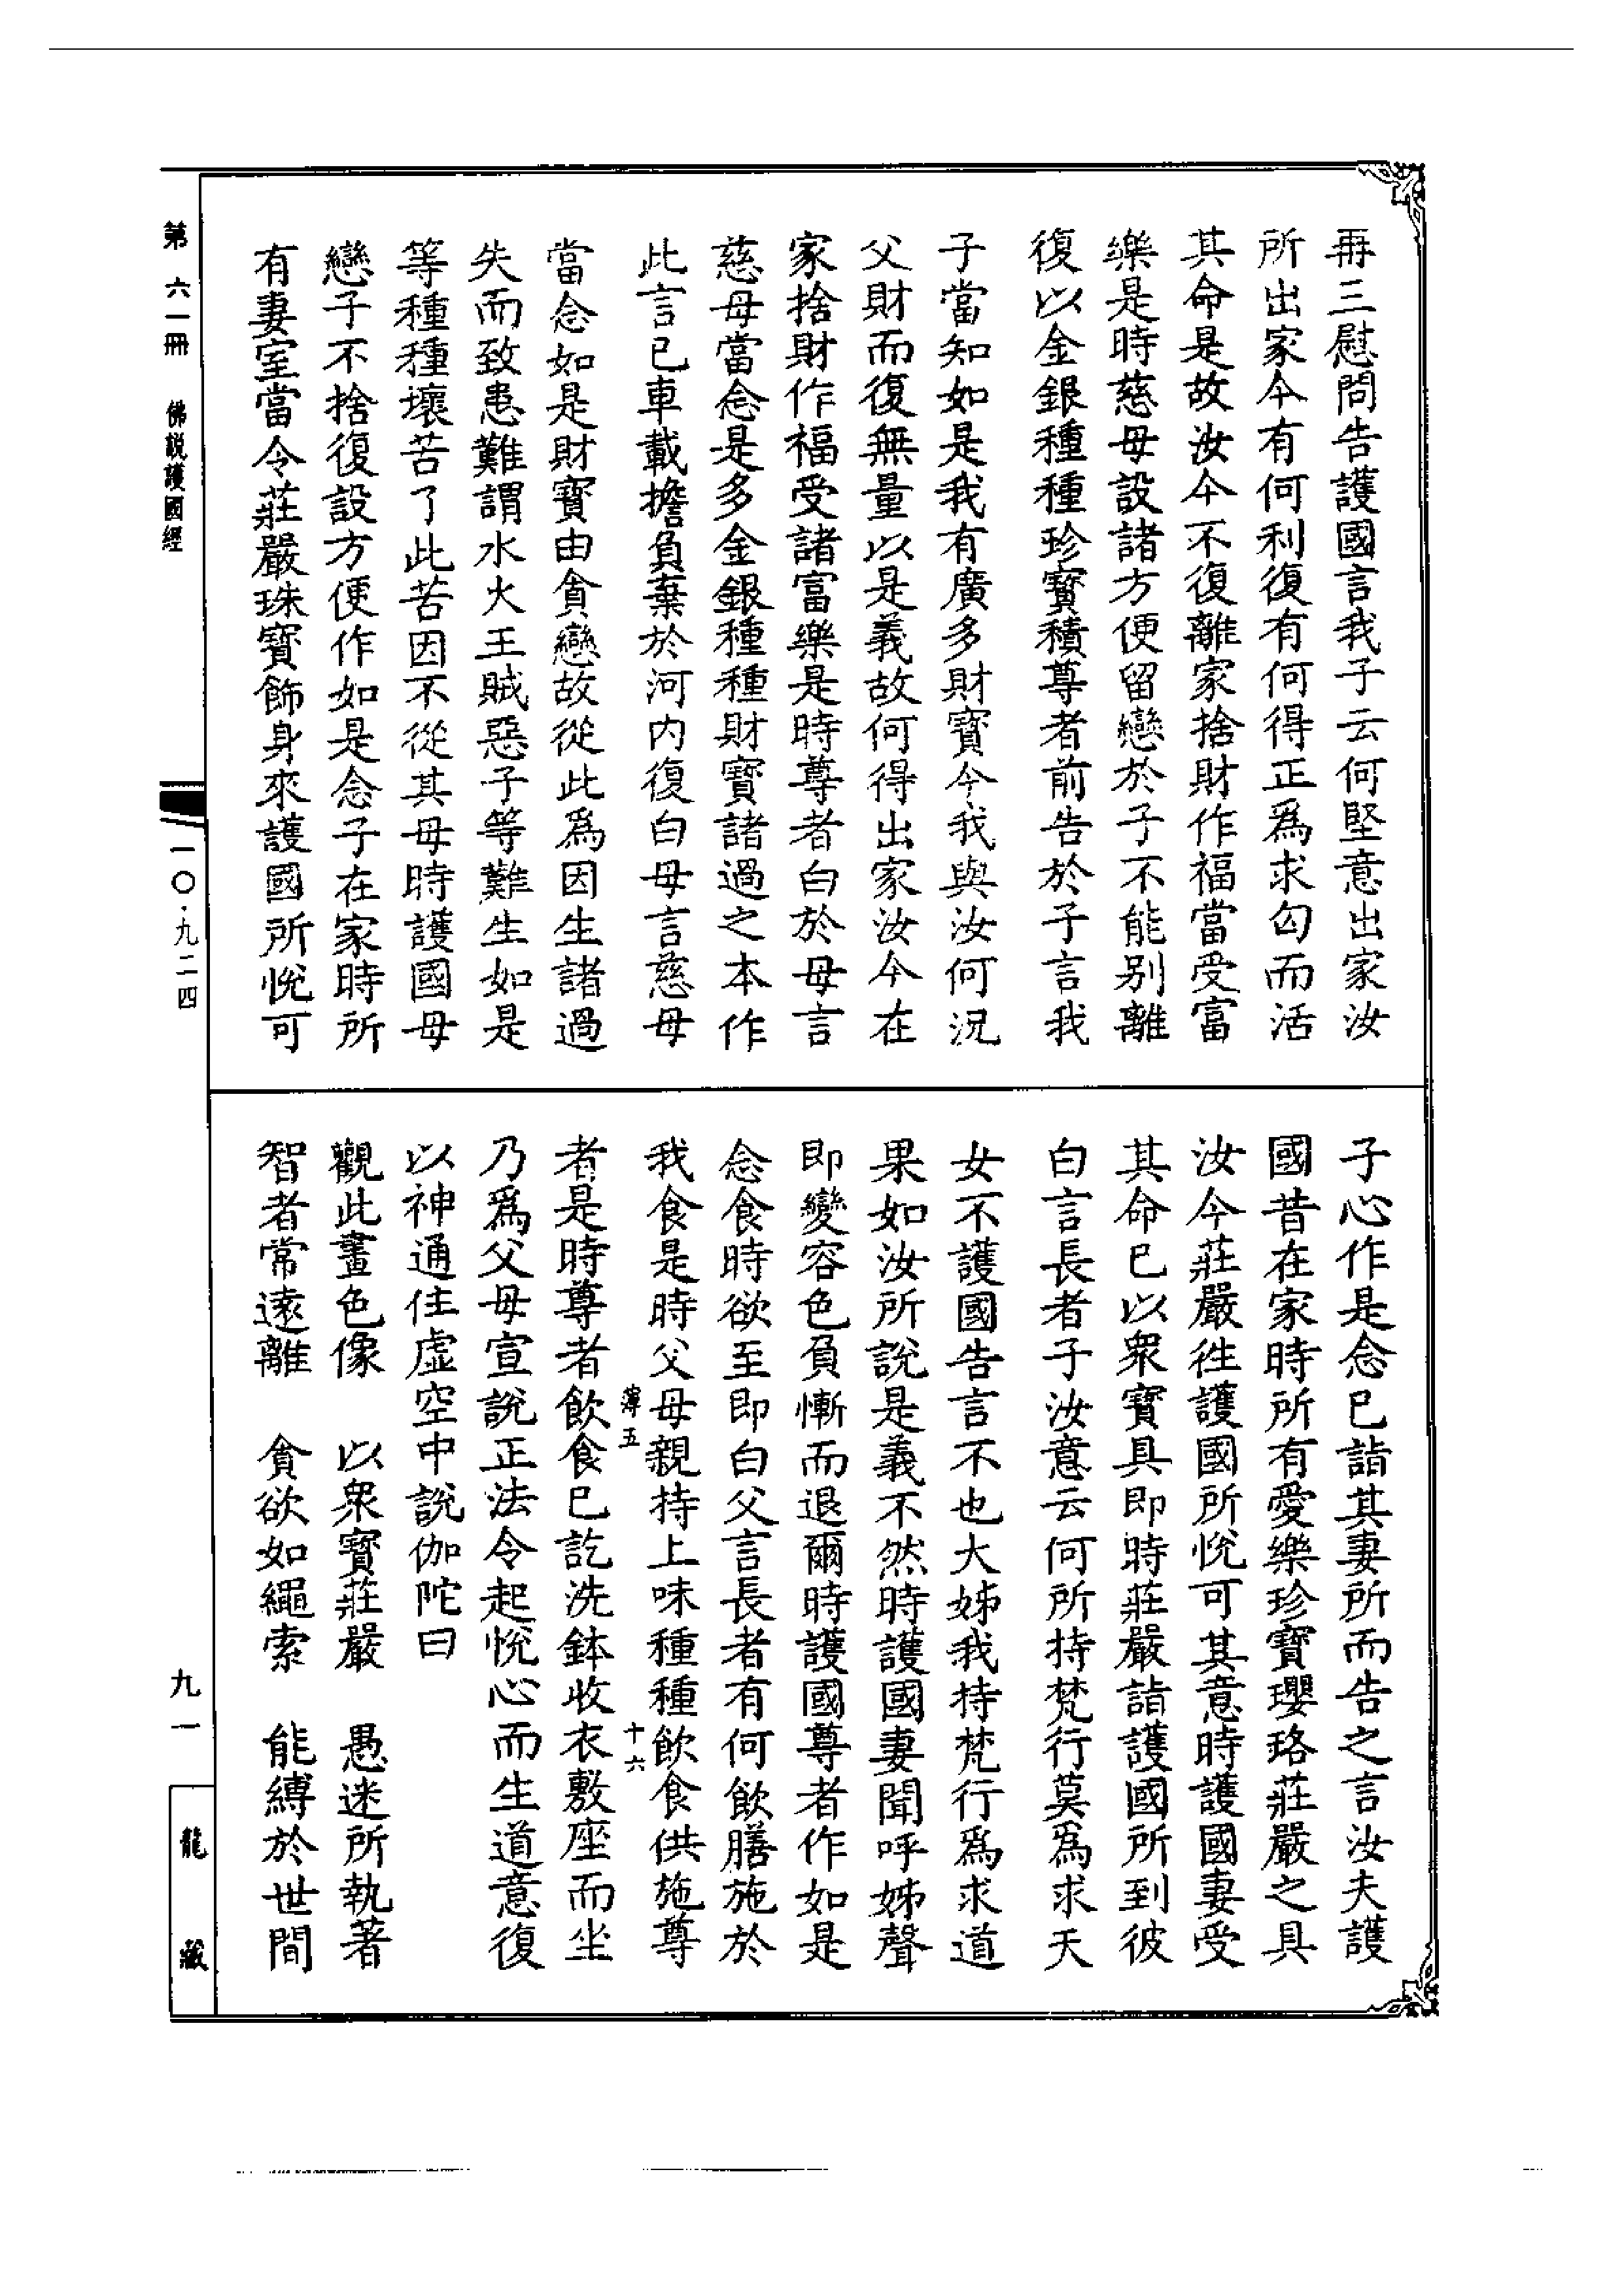 再三慰問告護國言我子云何堅意出家汝
所出家今有何利復有何得正為求匃而活
其命是故汝今不復離家捨財作福當受富
樂是時慈母設諸方便留戀於子不能別離
復以金銀種種珍寶積尊者前告於子言我
子當知如是我有廣多財寶今我與汝何況
父財而復無量以是義故何得出家汝今在
家捨財作福受諸富樂是時尊者白於母言
慈母當念是多金銀種種財寶諸過之本作
此言已車載擔負棄於河內復白母言慈母
當念如是財寶由貪戀故從此為因生諸過
失而致患難謂水火王賊惡子等難生如是
等種種壞苦了此苦因不從其母時護國母
戀子不捨復設方便作如是念子在家時所
有妻室當令莊嚴珠寶飾身來護國所悅可
子心作是念已詣其妻所而告之言汝夫護
國昔在家時所有愛樂珍寶瓔珞莊嚴之具
汝今莊嚴徃護國所悅可其意時護國妻受
其命已以衆寶具即時莊嚴詣護國所到彼
白言長者子汝意云何所持梵行莫為求天
女不護國告言不也大姊我持梵行為求道
果如汝所說是義不然時護國妻聞呼姊聲
即變容色負慚而退爾時護國尊者作如是
念食時欲至即白父言長者有何飲膳施於
我食是時父母親持上味種種飲食供施尊
薄五 十六
者是時尊者飲食已訖洗鉢收衣敷座而坐
乃為父母宣說正法令起悅心而生道意復
以神通住虛空中說伽陀曰
觀此畫色像 以衆寶莊嚴 愚迷所執著
智者常遠離 貪欲如繩索 能縛於世間
第六一冊 佛說護國經 一〇·九二四
九一
龍藏